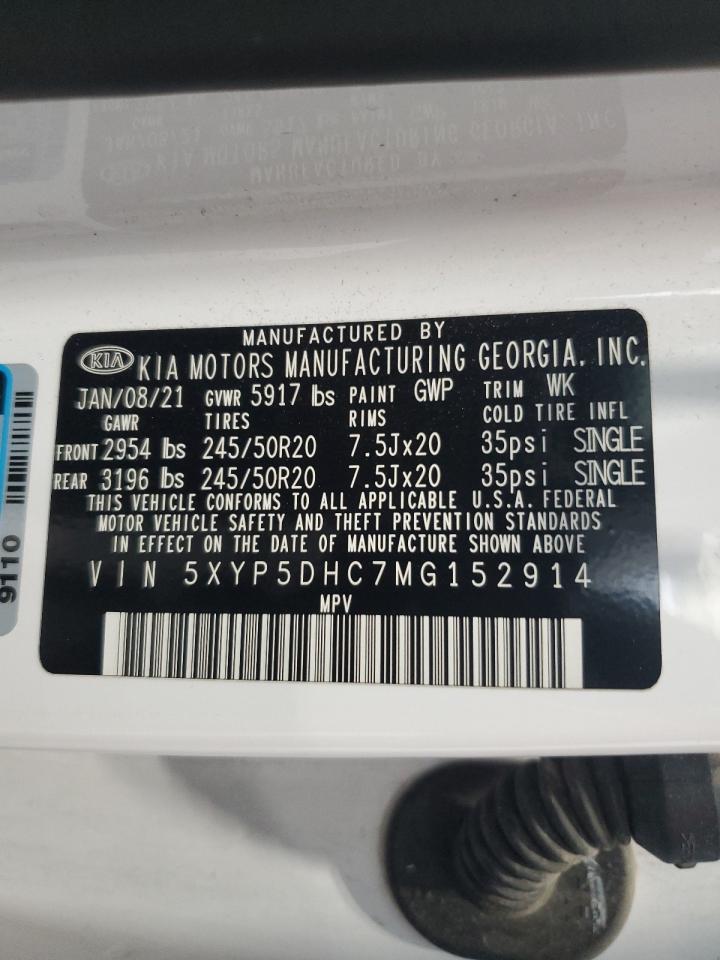 MANUFACTURED BY
KIA KIA MOTORS MANUFACTURING GEORGIA, INC.
JAN/08/21 GVWR 5917 lbs PAINT GWP TRIM WK
GAWR TIRES RIMS COLD TIRE INFL
FRONT 2954 lbs 245/50R20 7.5Jx20 35psi SINGLE
REAR 3196 lbs 245/50R20 7.5Jx20 35psi SINGLE
THIS VEHICLE CONFORMS TO ALL APPLICABLE U.S.A. FEDERAL
MOTOR VEHICLE SAFETY AND THEFT PREVENTION STANDARDS
IN EFFECT ON THE DATE OF MANUFACTURE SHOWN ABOVE
VIN 5XYP5DHC7MG152914
MPV
9110